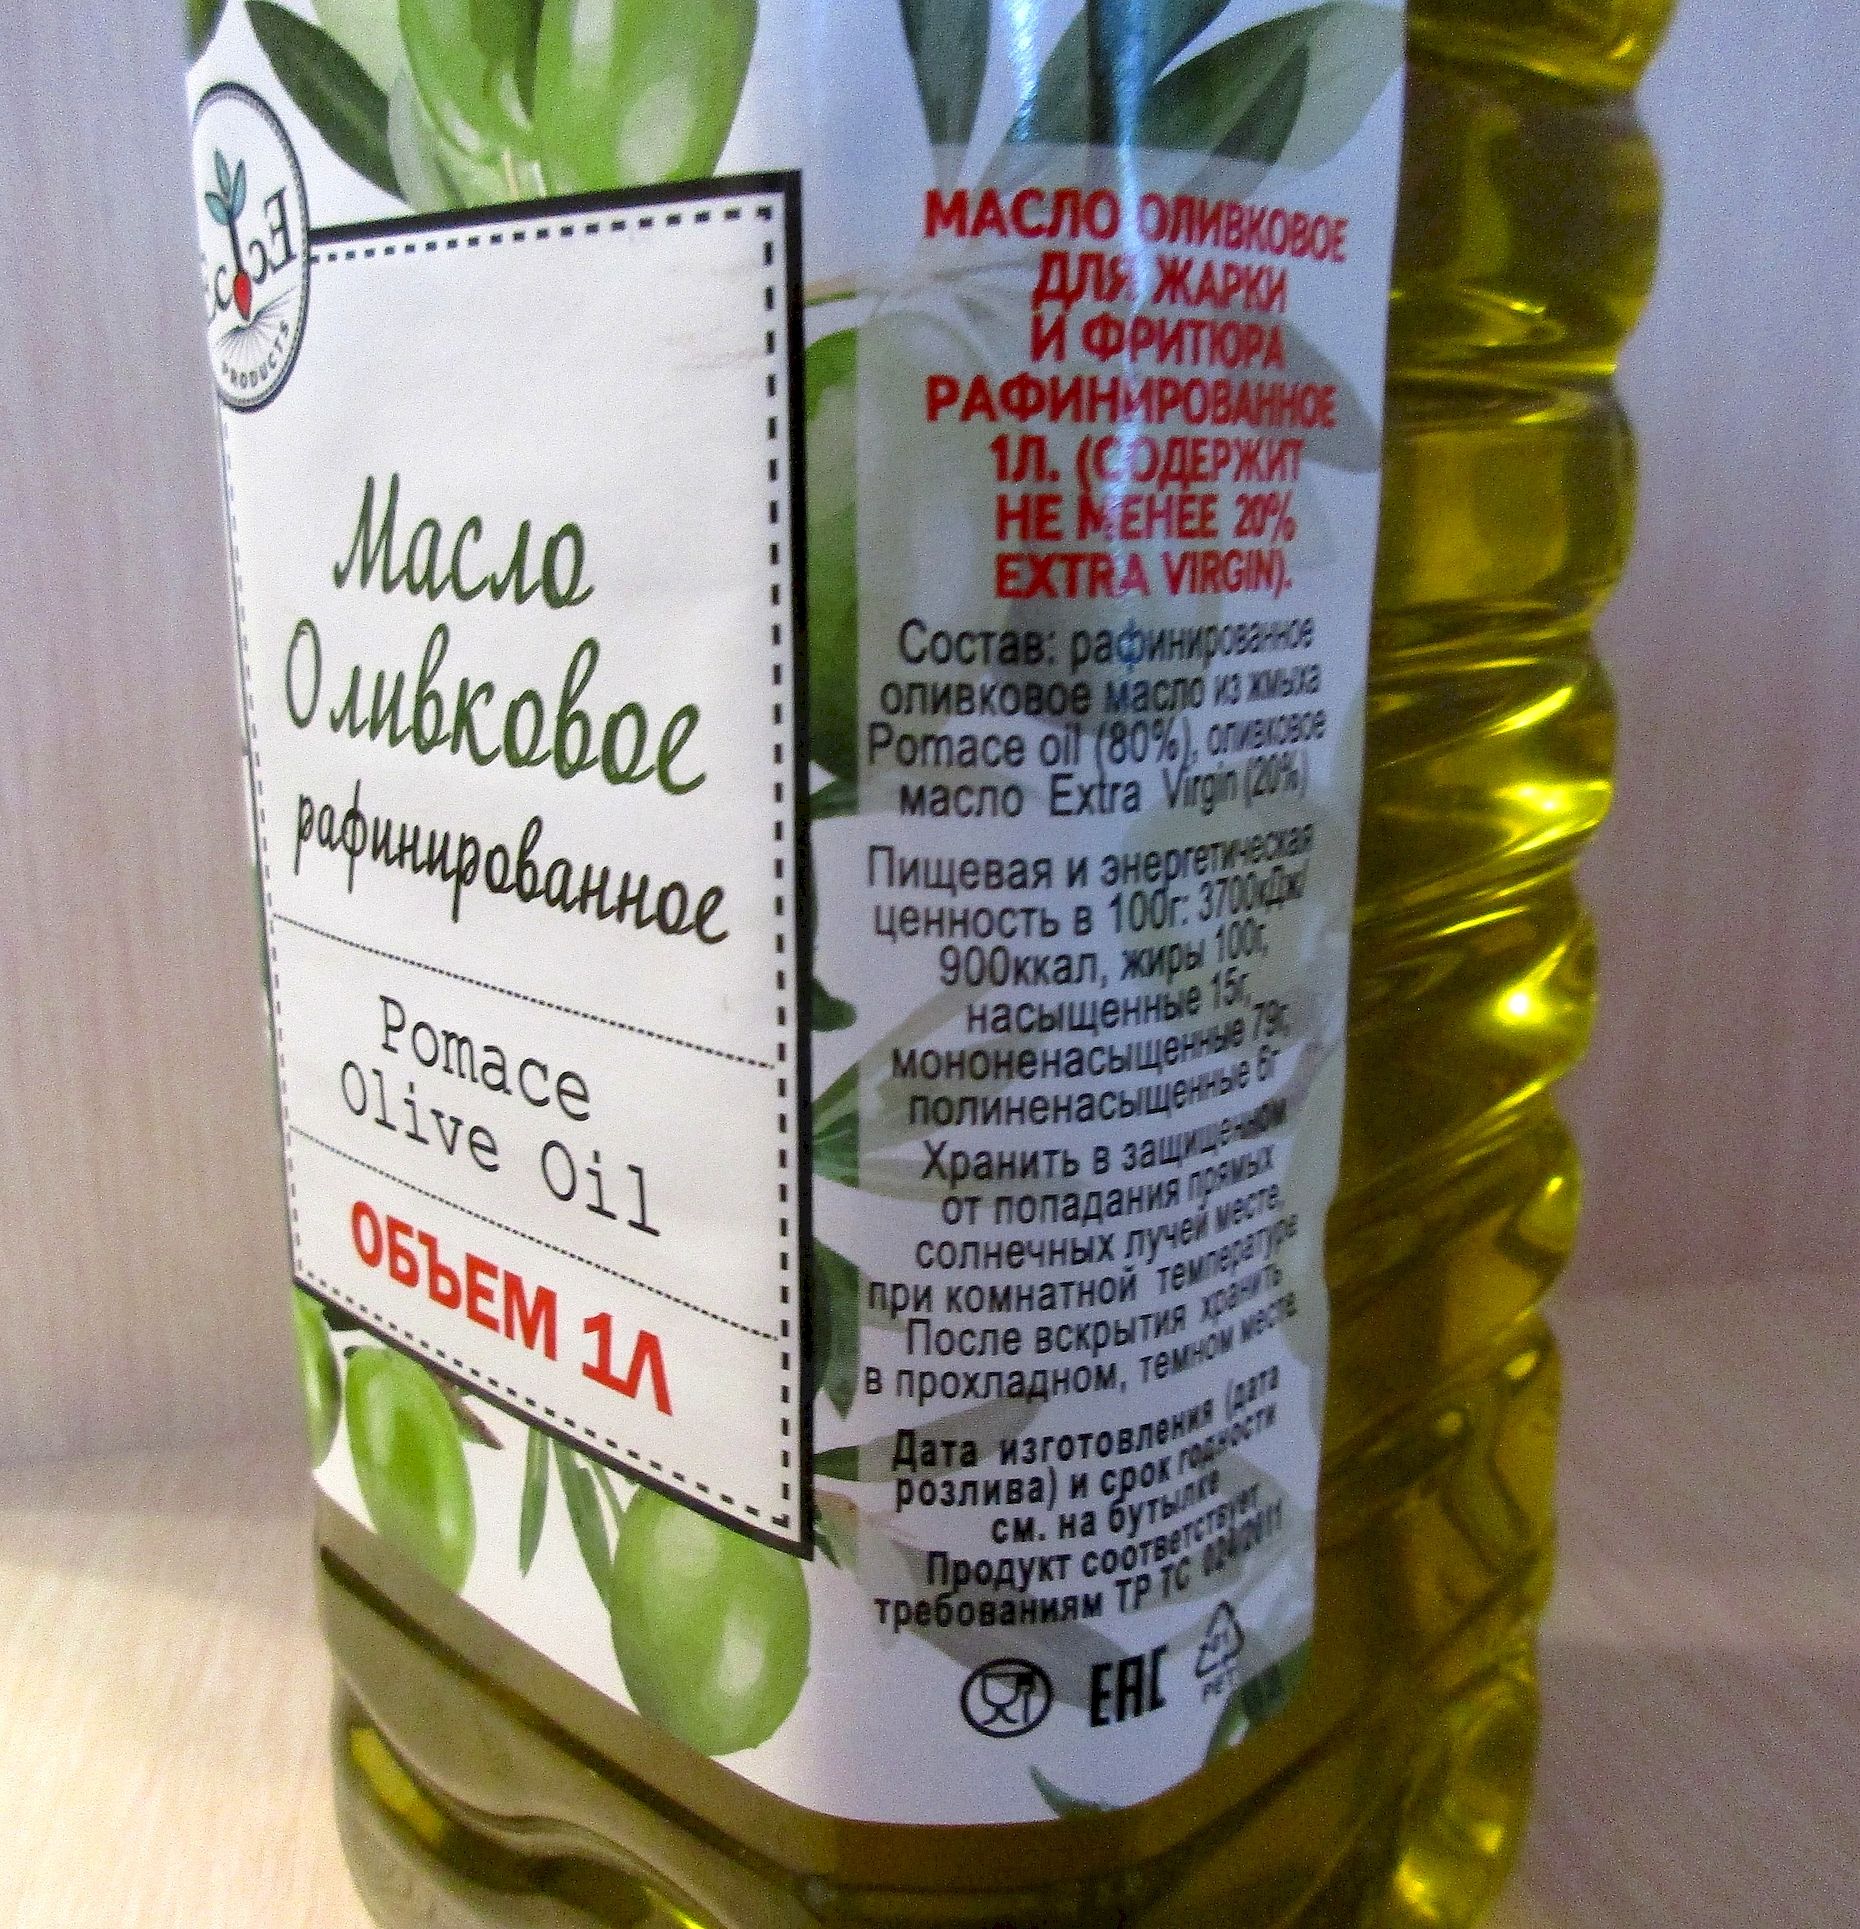 PRODUCTS
Масло
Оливковое
рафинированное
Pomace
Olive Oil
ОБЪЕМ 1Л
МАСЛО ОЛИВКОВОЕ
ДЛЯ ЖАРКИ
И ФРИТЮРА
РАФИНИРОВАННОЕ
1Л. (СОДЕРЖИТ
НЕ МЕНЕЕ 20%
EXTRA VIRGIN).
Состав: рафинированное
оливковое масло из жмыха
Pomace oil (80%), оливковое
масло Extra Virgin (20%)
Пищевая и энергетическая
ценность в 100г: 3700кДж/
900ккал, жиры 100г,
насыщенные 15г,
мононенасыщенные 79г,
полиненасыщенные 6г
Хранить в защищенном
от попадания прямых
солнечных лучей месте,
при комнатной температуре
После вскрытия хранить
в прохладном, темном месте.
Дата изготовления (дата
розлива) и срок годности
см. на бутылке
Продукт соответствует
требованиям ТР ТС 024/2011
EAC
PET